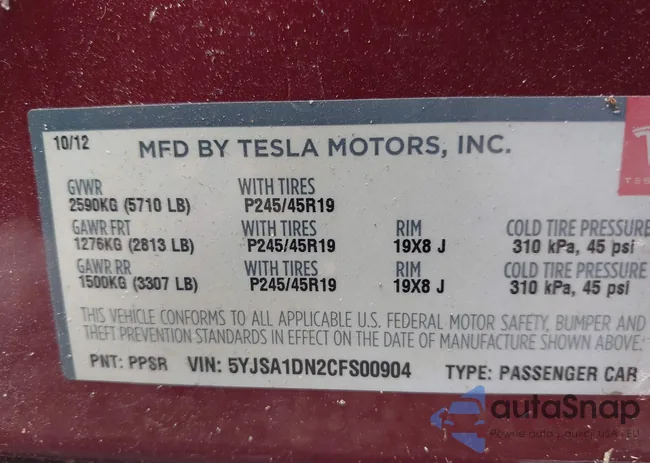 10/12 MFD BY TESLA MOTORS, INC.
GVWR WITH TIRES
2590KG (5710 LB) P245/45R19
GAWR FRT WITH TIRES RIM COLD TIRE PRESSURE
1276KG (2813 LB) P245/45R19 19X8 J 310 kPa, 45 psi
GAWR RR WITH TIRES RIM COLD TIRE PRESSURE
1500KG (3307 LB) P245/45R19 19X8 J 310 kPa, 45 psi
THIS VEHICLE CONFORMS TO ALL APPLICABLE U.S. FEDERAL MOTOR SAFETY, BUMPER AND
THEFT PREVENTION STANDARDS IN EFFECT ON THE DATE OF MANUFACTURE SHOWN ABOVE:
PNT: PPSR VIN: 5YJSA1DN2CFS00904 TYPE: PASSENGER CAR
autaSnap
Pewne auta